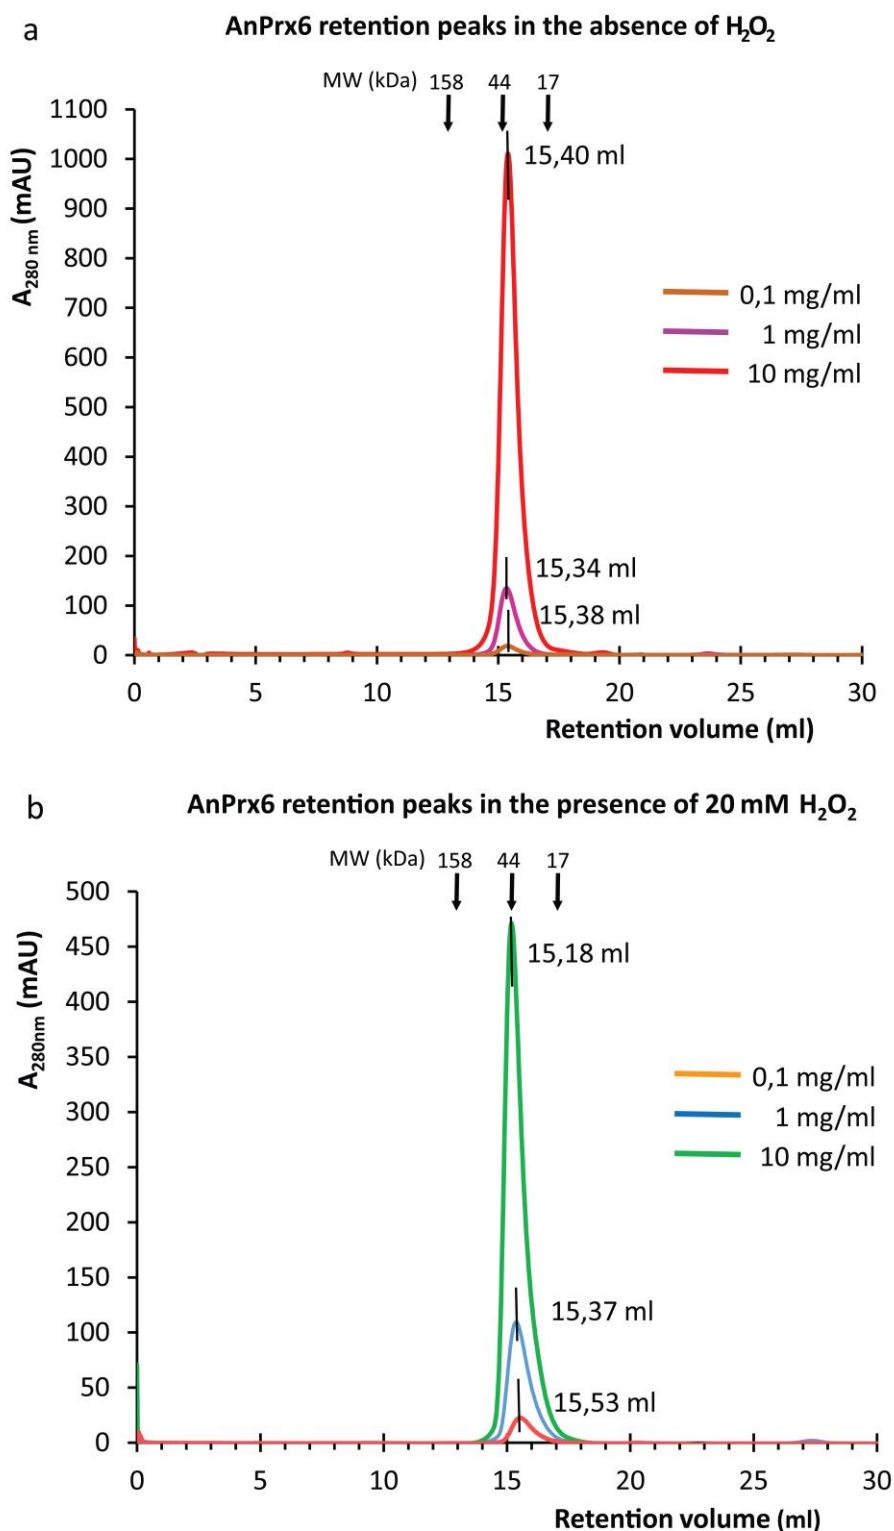 a
AnPrx6 retention peaks in the absence of H₂O₂
MW (kDa) 158 44 17
1100
1000
900
800
700
600
500
400
300
200
100
0
A₂₈₀ ₙₘ (mAU)
15,40 ml
0,1 mg/ml
1 mg/ml
10 mg/ml
15,34 ml
15,38 ml
0 5 10 15 20 25 30
Retention volume (ml)
b
AnPrx6 retention peaks in the presence of 20 mM H₂O₂
MW (kDa) 158 44 17
500
450
400
350
300
250
200
150
100
50
0
A₂₈₀ₙₘ (mAU)
15,18 ml
0,1 mg/ml
1 mg/ml
10 mg/ml
15,37 ml
15,53 ml
0 5 10 15 20 25 30
Retention volume (ml)